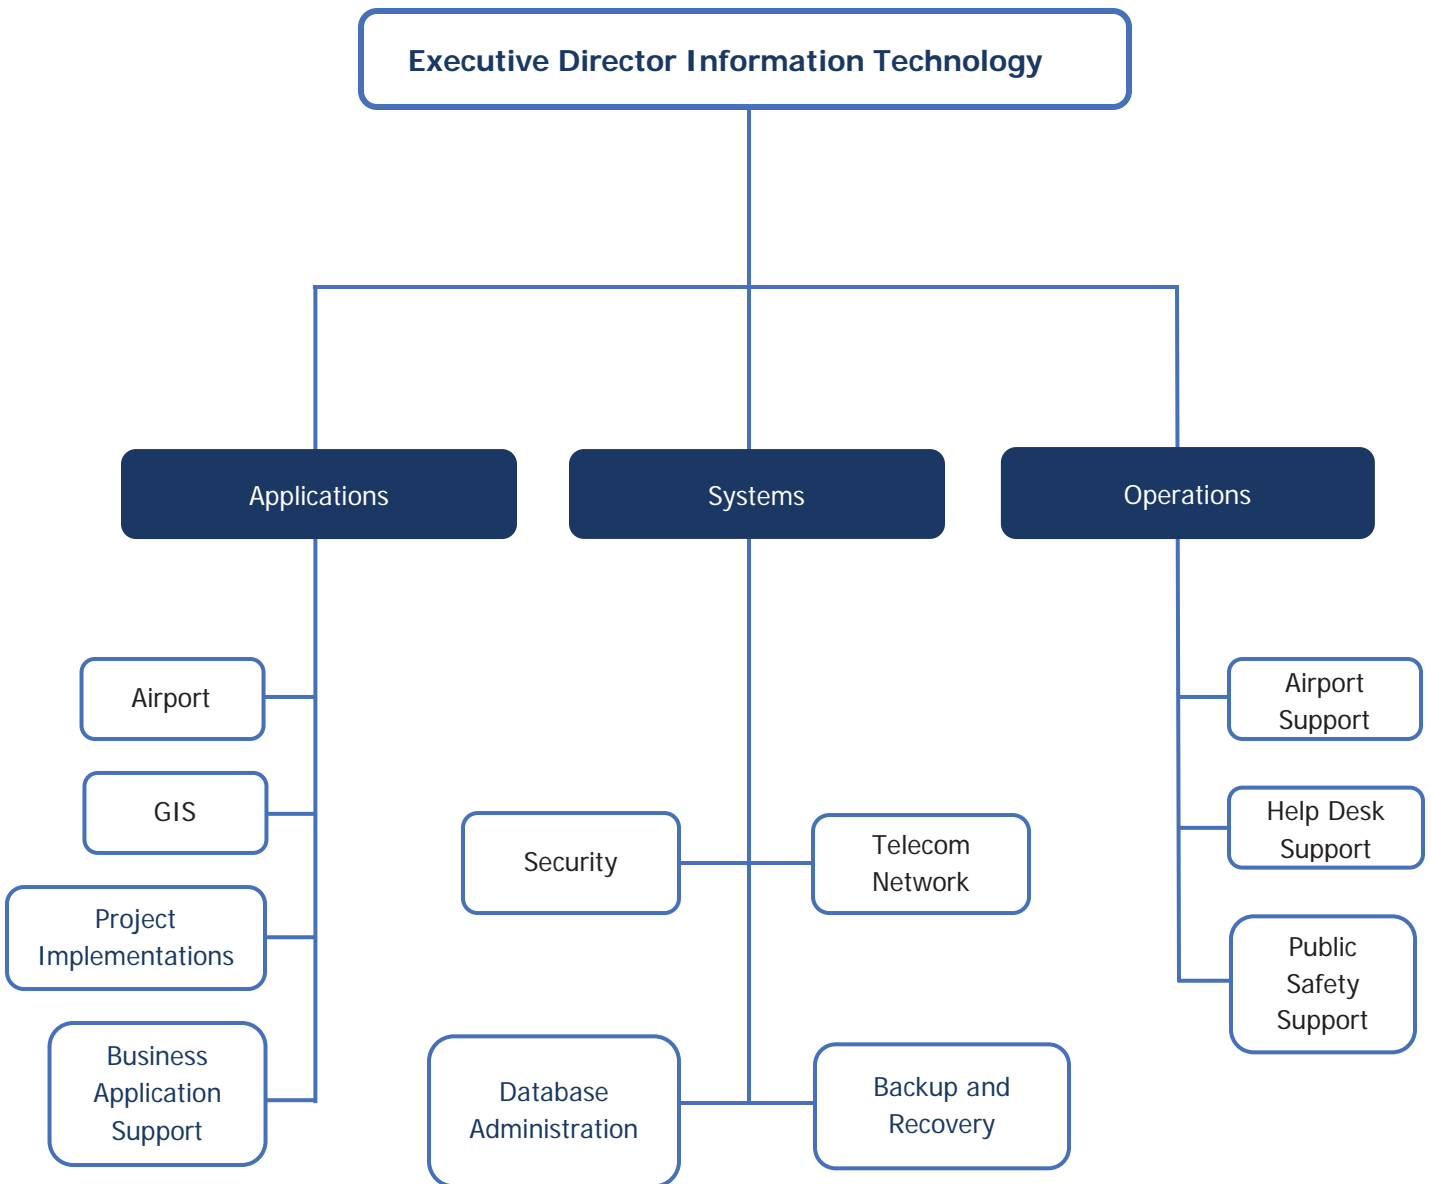 Executive Director Information Technology
Applications
Systems
Operations
Airport
GIS
Project
Implementations
Business
Application
Support
Security
Telecom
Network
Database
Administration
Backup and
Recovery
Airport
Support
Help Desk
Support
Public
Safety
Support